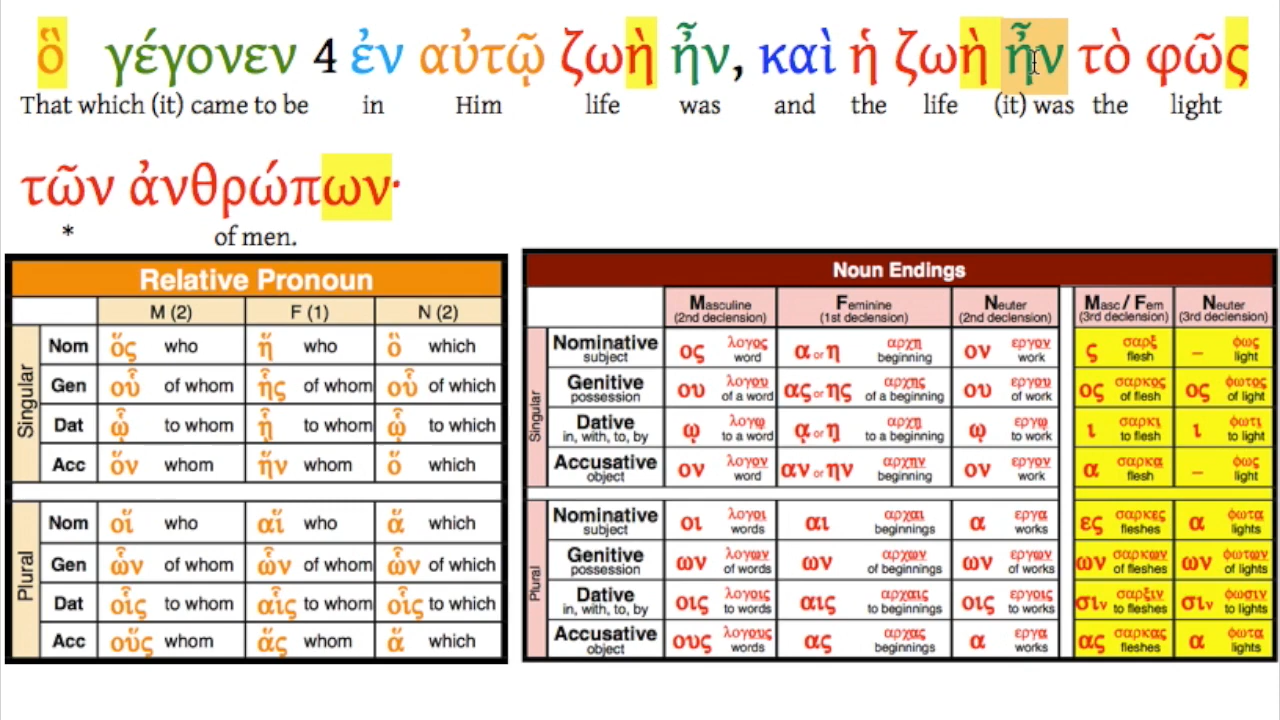 ὃ γέγονεν 4 ἐν αὐτῷ ζωὴ ἦν, καὶ ἡ ζωὴ ἦν τὸ φῶς
That which (it) came to be in Him life was and the life (it) was the light
τῶν ἀνθρώπων·
* of men.
Relative Pronoun
M (2) F (1) N (2)
Singular
Nom ὅς who ἥ who ὃ which
Gen οὗ of whom ἧς of whom οὗ of which
Dat ᾧ to whom ᾗ to whom ᾧ to which
Acc ὅν whom ἥν whom ὅ which
Plural
Nom οἵ who αἵ who ἅ which
Gen ὧν of whom ὧν of whom ὧν of which
Dat οἷς to whom αἷς to whom οἷς to which
Acc οὕς whom ἅς whom ἅ which
Noun Endings
Masculine Feminine Neuter Masc / Fem Neuter
(2nd declension) (1st declension) (2nd declension) (3rd declension) (3rd declension)
Singular
Nominative ος λογος α or η αρχη ον εργον ς σαρξ – φως
subject word beginning work flesh light
Genitive ου λογου ας or ης αρχης ου εργου ος σαρκος ος φωτος
possession of a word of a beginning of work of flesh of light
Dative ῳ λογῳ ᾳ or ῃ αρχῃ ῳ εργῳ ι σαρκι ι φωτι
in, with, to, by to a word to a beginning to work to flesh to light
Accusative ον λογον αν or ην αρχην ον εργον α σαρκα – φως
object word beginning work flesh light
Plural
Nominative οι λογοι αι αρχαι α εργα ες σαρκες α φωτα
subject words beginnings works fleshes lights
Genitive ων λογων ων αρχων ων εργων ων σαρκων ων φωτων
possession of words of beginnings of works of fleshes of lights
Dative οις λογοις αις αρχαις οις εργοις σιν σαρξιν σιν φωσιν
in, with, to, by to words to beginnings to works to fleshes to lights
Accusative ους λογους ας αρχας α εργα ας σαρκας α φωτα
object words beginnings works fleshes lights